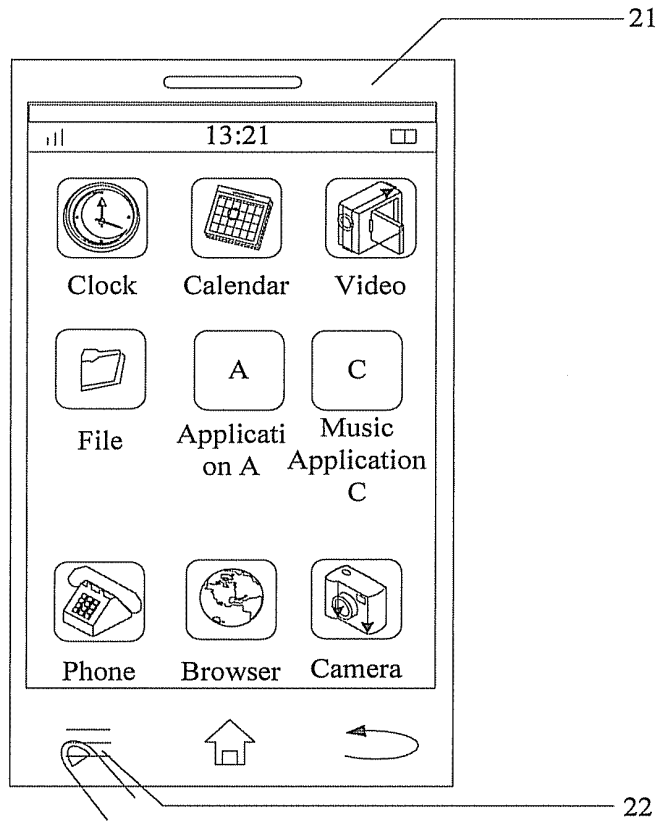 21
13:21
Clock Calendar Video
A C
File Applicati Music
on A Application
C
Phone Browser Camera
22